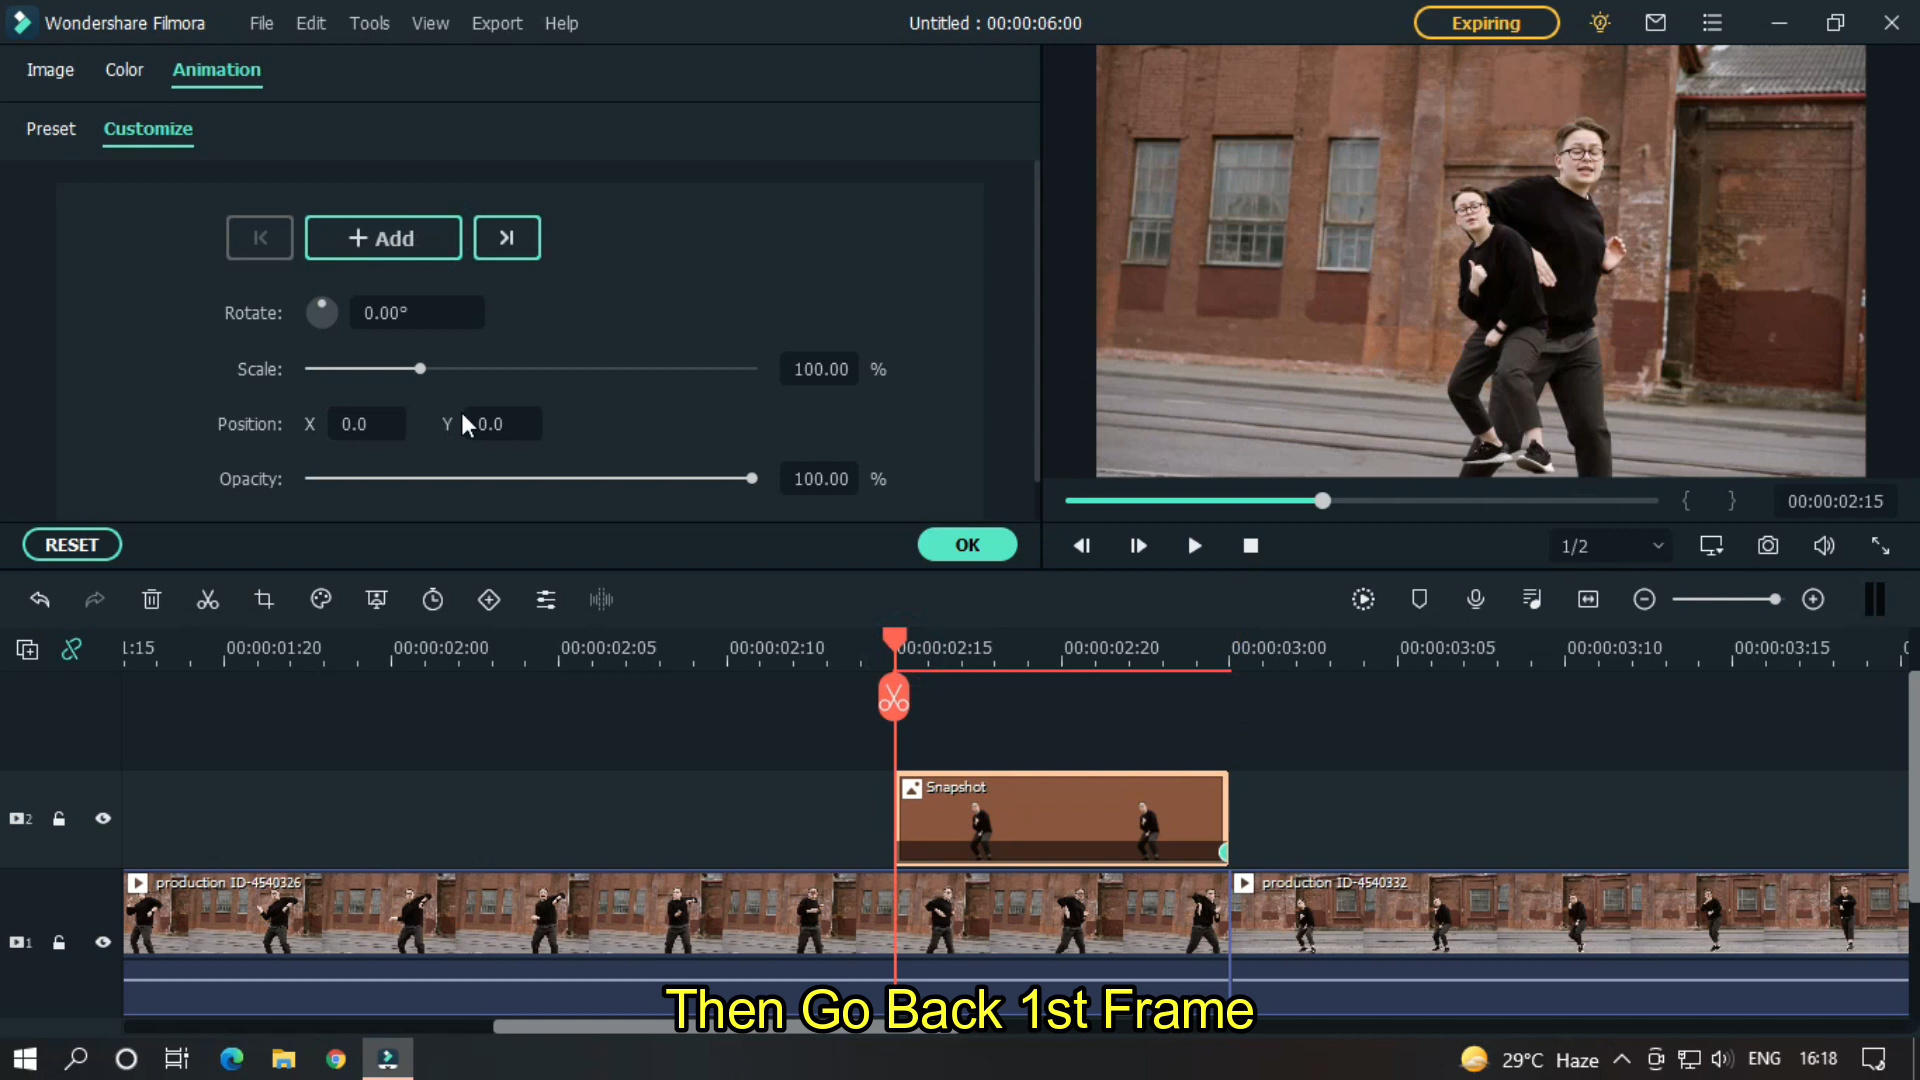 Wondershare Filmora File Edit Tools View Export Help Untitled : 00:00:06:00 Expiring
Image Color Animation
Preset Customize
Add
Rotate: 0.00°
Scale: 100.00 %
Position: X 0.0 Y 0.0
Opacity: 100.00 %
{ } 00:00:02:15
RESET OK 1/2
1:15 00:00:01:20 00:00:02:00 00:00:02:05 00:00:02:10 00:00:02:15 00:00:02:20 00:00:03:00 00:00:03:05 00:00:03:10 00:00:03:15
Snapshot
2
production ID-4540326 production ID-4540332
1
Then Go Back 1st Frame
29°C Haze ENG 16:18